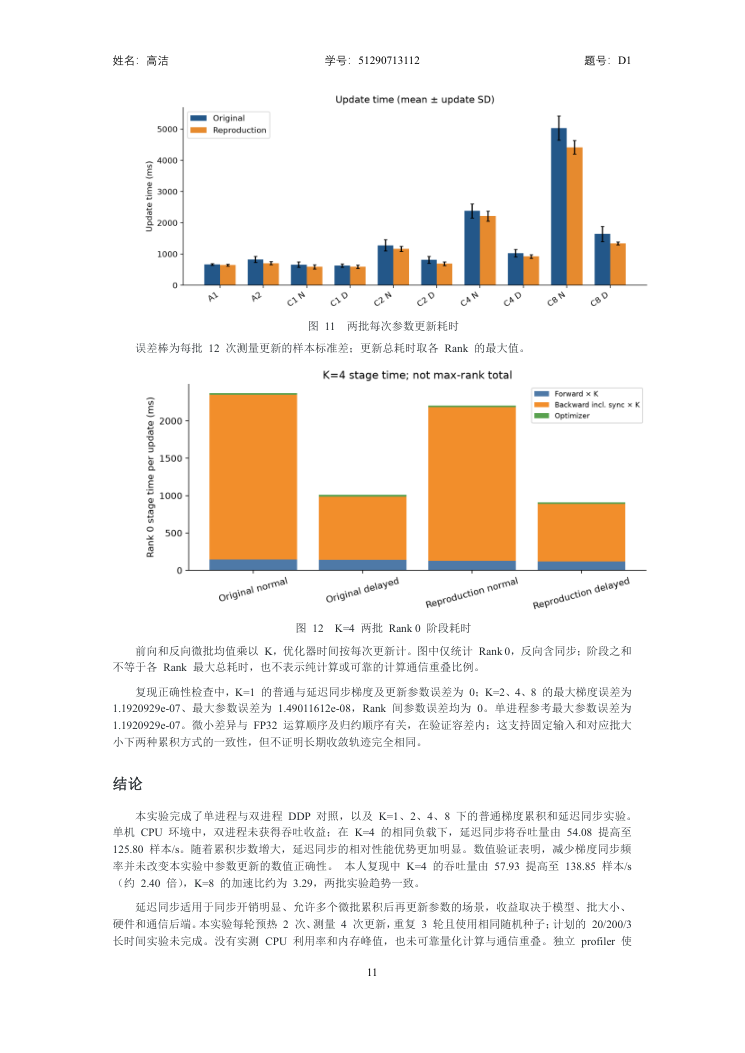 姓名：高洁 学号：51290713112 题号：D1
Update time (mean ± update SD)
Original
Reproduction
Update time (ms)
5000
4000
3000
2000
1000
0
A1 A2 C1 N C1 D C2 N C2 D C4 N C4 D C8 N C8 D
图 11 两批每次参数更新耗时
误差棒为每批 12 次测量更新的样本标准差；更新总耗时取各 Rank 的最大值。
K=4 stage time; not max-rank total
Forward × K
Backward incl. sync × K
Optimizer
Rank 0 stage time per update (ms)
2000
1500
1000
500
0
Original normal Original delayed Reproduction normal Reproduction delayed
图 12 K=4 两批 Rank 0 阶段耗时
前向和反向微批均值乘以 K，优化器时间按每次更新计。图中仅统计 Rank 0，反向含同步；阶段之和
不等于各 Rank 最大总耗时，也不表示纯计算或可靠的计算通信重叠比例。
复现正确性检查中，K=1 的普通与延迟同步梯度及更新参数误差为 0；K=2、4、8 的最大梯度误差为
1.1920929e-07、最大参数误差为 1.49011612e-08，Rank 间参数误差均为 0。单进程参考最大参数误差为
1.1920929e-07。微小差异与 FP32 运算顺序及归约顺序有关，在验证容差内；这支持固定输入和对应批大
小下两种累积方式的一致性，但不证明长期收敛轨迹完全相同。
结论
本实验完成了单进程与双进程 DDP 对照，以及 K=1、2、4、8 下的普通梯度累积和延迟同步实验。
单机 CPU 环境中，双进程未获得吞吐收益；在 K=4 的相同负载下，延迟同步将吞吐量由 54.08 提高至
125.80 样本/s。随着累积步数增大，延迟同步的相对性能优势更加明显。数值验证表明，减少梯度同步频
率并未改变本实验中参数更新的数值正确性。 本人复现中 K=4 的吞吐量由 57.93 提高至 138.85 样本/s
（约 2.40 倍），K=8 的加速比约为 3.29，两批实验趋势一致。
延迟同步适用于同步开销明显、允许多个微批累积后再更新参数的场景，收益取决于模型、批大小、
硬件和通信后端。本实验每轮预热 2 次、测量 4 次更新，重复 3 轮且使用相同随机种子；计划的 20/200/3
长时间实验未完成。没有实测 CPU 利用率和内存峰值，也未可靠量化计算与通信重叠。独立 profiler 使
11